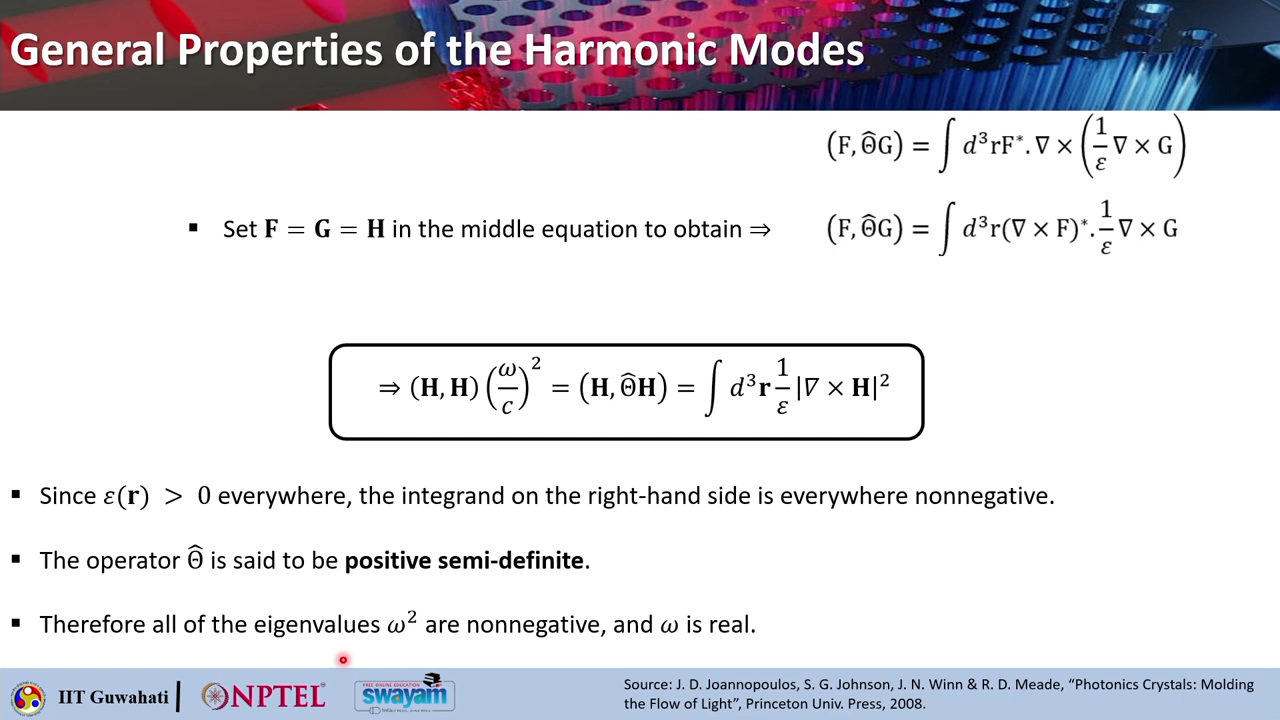 General Properties of the Harmonic Modes
(F, Θ̂G) = ∫ d³rF*. ∇ × (1/ε ∇ × G)
▪ Set F = G = H in the middle equation to obtain ⇒ (F, Θ̂G) = ∫ d³r(∇ × F)*. 1/ε ∇ × G
⇒ (H, H) (ω/c)² = (H, Θ̂H) = ∫ d³r 1/ε |∇ × H|²
▪ Since ε(r) > 0 everywhere, the integrand on the right-hand side is everywhere nonnegative.
▪ The operator Θ̂ is said to be positive semi-definite.
▪ Therefore all of the eigenvalues ω² are nonnegative, and ω is real.
IIT Guwahati | NPTEL FREE ONLINE EDUCATION swayam
Source: J. D. Joannopoulos, S. G. Johnson, J. N. Winn & R. D. Meade, “Photonics Crystals: Molding
the Flow of Light”, Princeton Univ. Press, 2008.